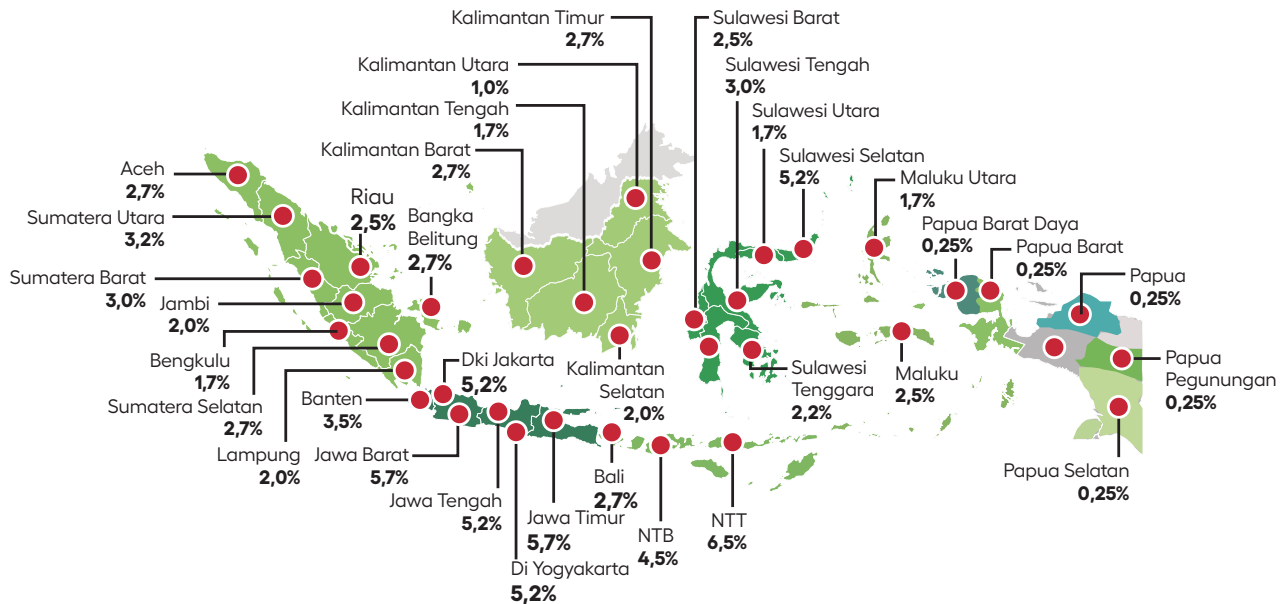 Kalimantan Timur
2,7%
Sulawesi Barat
2,5%
Kalimantan Utara
1,0%
Sulawesi Tengah
3,0%
Kalimantan Tengah
1,7%
Sulawesi Utara
1,7%
Kalimantan Barat
2,7%
Sulawesi Selatan
5,2%
Aceh
2,7%
Maluku Utara
1,7%
Sumatera Utara
3,2%
Riau
2,5%
Bangka
Belitung
2,7%
Papua Barat Daya
0,25%
Papua Barat
0,25%
Sumatera Barat
3,0%
Papua
0,25%
Jambi
2,0%
Bengkulu
1,7%
Dki Jakarta
5,2%
Kalimantan
Selatan
2,0%
Sulawesi
Tenggara
2,2%
Maluku
2,5%
Papua
Pegunungan
0,25%
Sumatera Selatan
2,7%
Banten
3,5%
Lampung
2,0%
Jawa Barat
5,7%
Bali
2,7%
Papua Selatan
0,25%
Jawa Tengah
5,2%
Jawa Timur
5,7%
NTB
4,5%
NTT
6,5%
Di Yogyakarta
5,2%